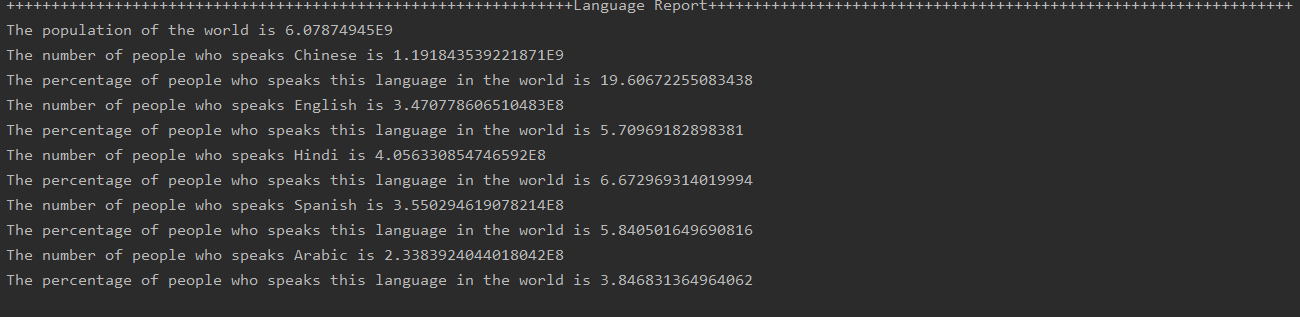 +++++++++++++++++++++++++++++++++++++++++++++++++++++++++++++++Language Report+++++++++++++++++++++++++++++++++++++++++++++++++++++++++++++++++
The population of the world is 6.07874945E9
The number of people who speaks Chinese is 1.191843539221871E9
The percentage of people who speaks this language in the world is 19.60672255083438
The number of people who speaks English is 3.470778606510483E8
The percentage of people who speaks this language in the world is 5.70969182898381
The number of people who speaks Hindi is 4.056330854746592E8
The percentage of people who speaks this language in the world is 6.672969314019994
The number of people who speaks Spanish is 3.550294619078214E8
The percentage of people who speaks this language in the world is 5.840501649690816
The number of people who speaks Arabic is 2.3383924044018042E8
The percentage of people who speaks this language in the world is 3.846831364964062